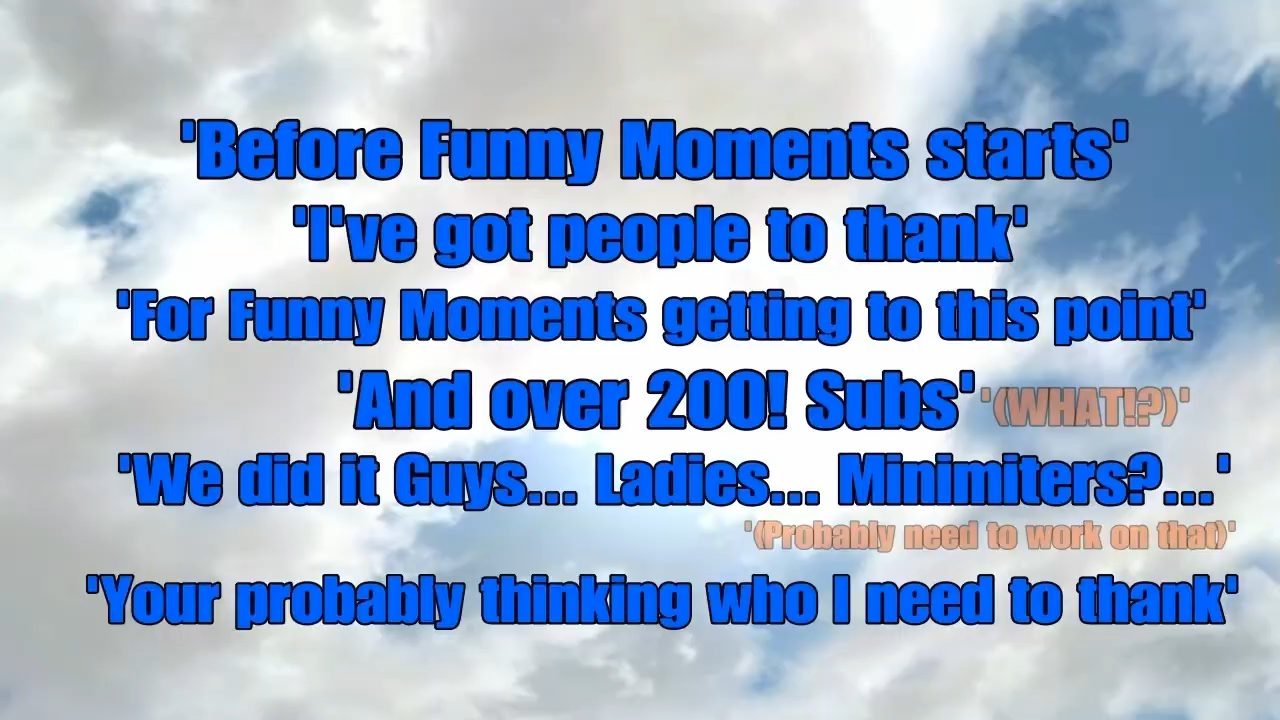 'Before Funny Moments starts'
'I've got people to thank'
'For Funny Moments getting to this point'
'And over 200! Subs' '(WHAT!?)'
'We did it Guys... Ladies... Minimiters?...'
'(Probably need to work on that)'
'Your probably thinking who I need to thank'